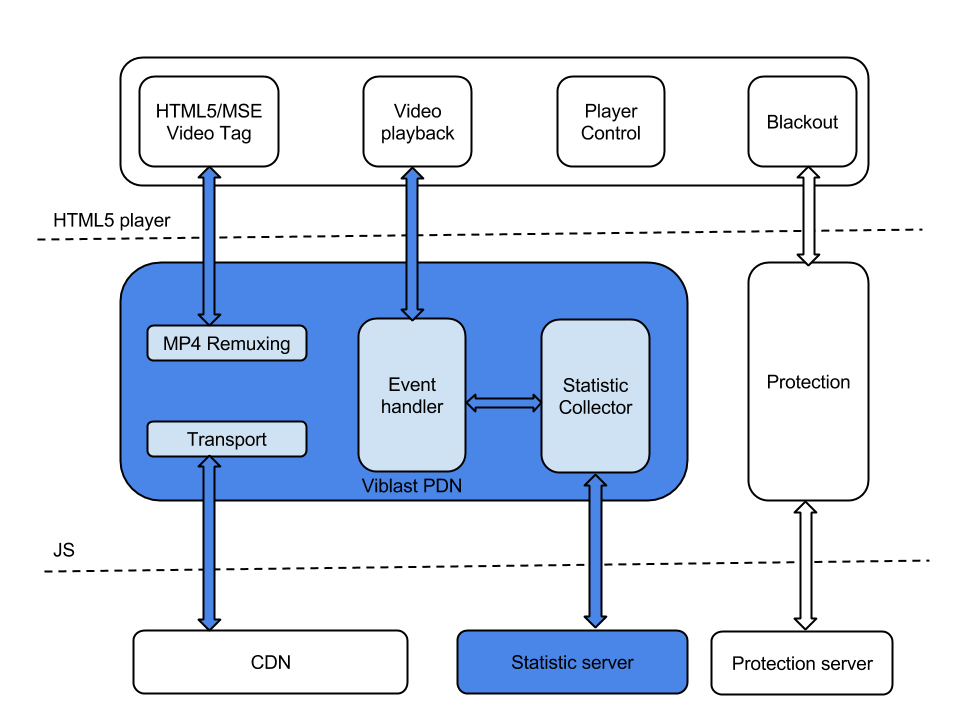 HTML5/MSE
Video Tag
Video
playback
Player
Control
Blackout
HTML5 player
MP4 Remuxing
Transport
Event
handler
Statistic
Collector
Viblast PDN
Protection
JS
CDN
Statistic server
Protection server